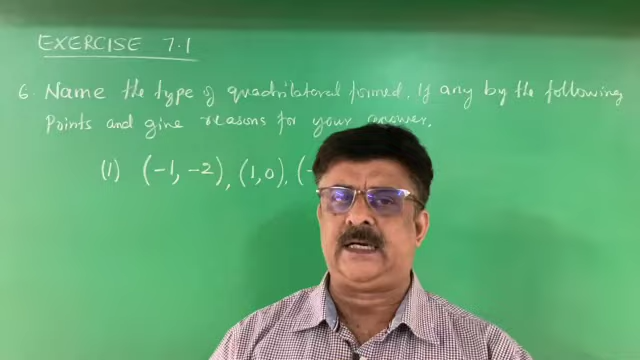 EXERCISE 7.1
6. Name the type of quadrilateral formed. If any by the following
Points and give reasons for your answer.
(1) (-1, -2), (1,0), (-